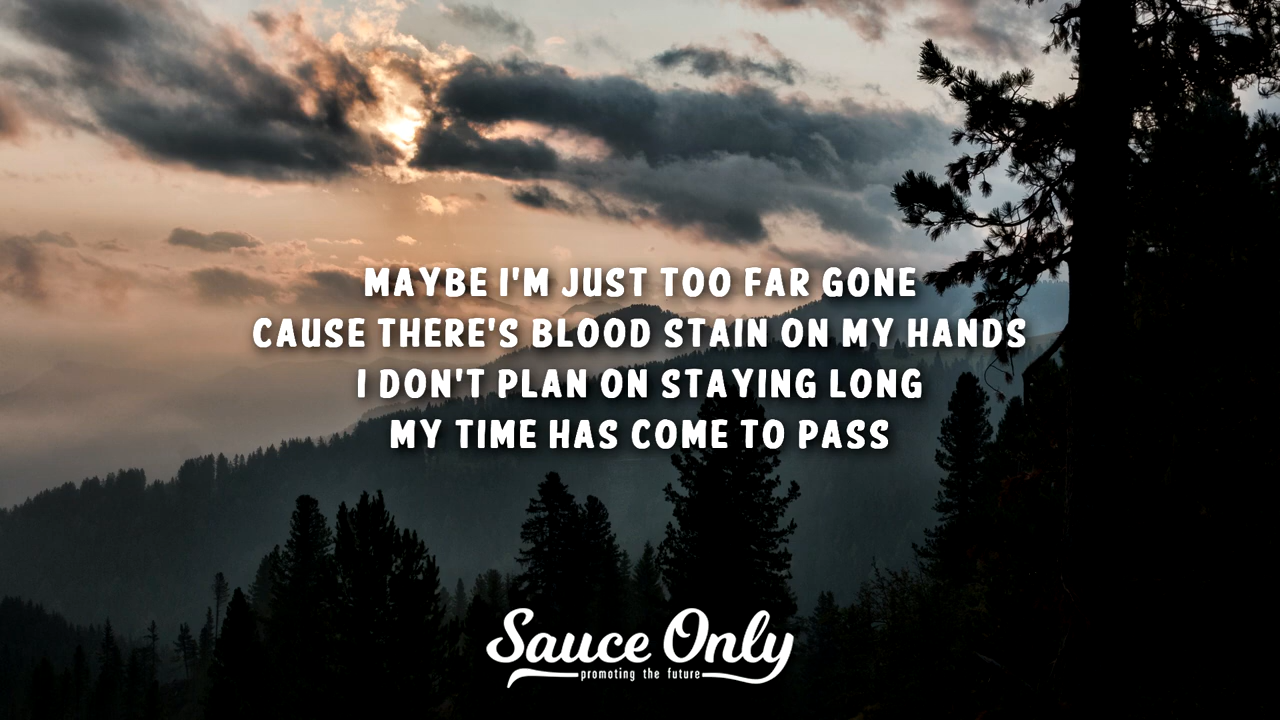 MAYBE I'M JUST TOO FAR GONE
CAUSE THERE'S BLOOD STAIN ON MY HANDS
I DON'T PLAN ON STAYING LONG
MY TIME HAS COME TO PASS
Sauce Only
promoting the future